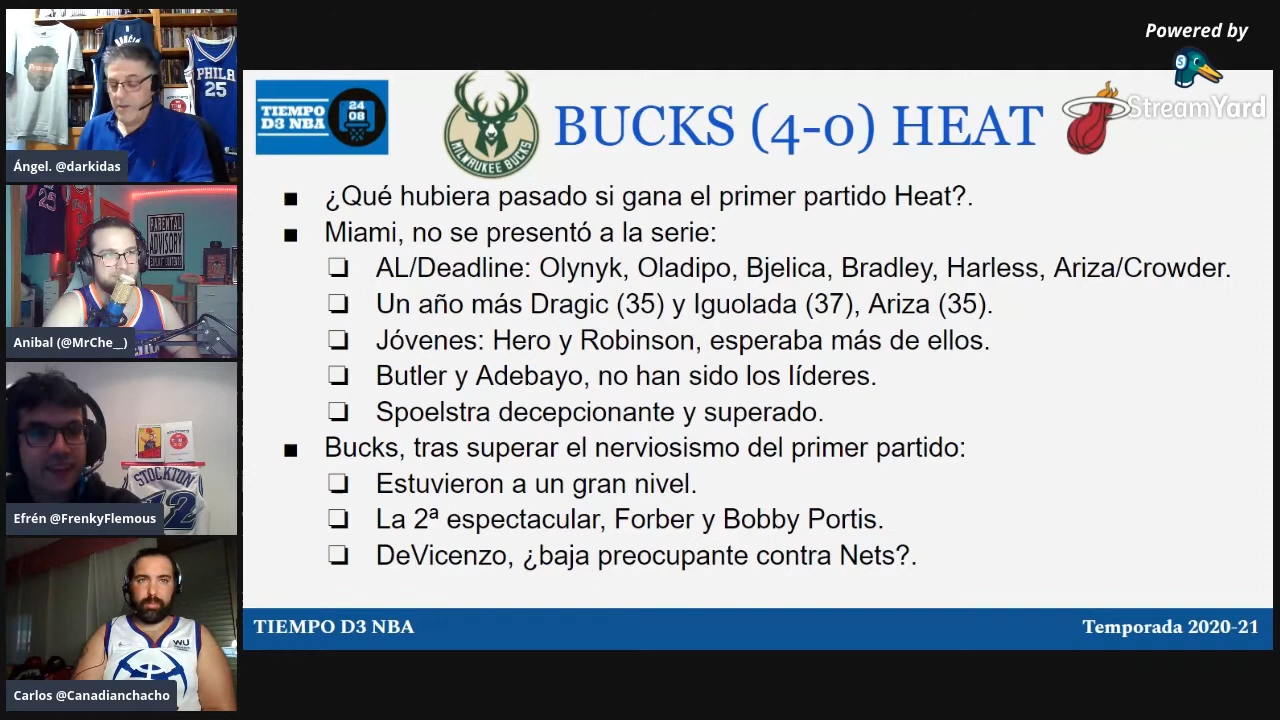 Powered by
StreamYard
PHILA
25
Ángel. @darkidas
PARENTAL
ADVISORY
EXPLICIT CONTENT
Anibal (@MrChe__)
STOCKTON
12
Efrén @FrenkyFlemous
WU
Carlos @Canadianchacho
TIEMPO
D3 NBA
24
08
MILWAUKEE BUCKS
BUCKS (4-0) HEAT
¿Qué hubiera pasado si gana el primer partido Heat?.
Miami, no se presentó a la serie:
AL/Deadline: Olynyk, Oladipo, Bjelica, Bradley, Harless, Ariza/Crowder.
Un año más Dragic (35) y Iguolada (37), Ariza (35).
Jóvenes: Hero y Robinson, esperaba más de ellos.
Butler y Adebayo, no han sido los líderes.
Spoelstra decepcionante y superado.
Bucks, tras superar el nerviosismo del primer partido:
Estuvieron a un gran nivel.
La 2ª espectacular, Forber y Bobby Portis.
DeVicenzo, ¿baja preocupante contra Nets?.
TIEMPO D3 NBA
Temporada 2020-21